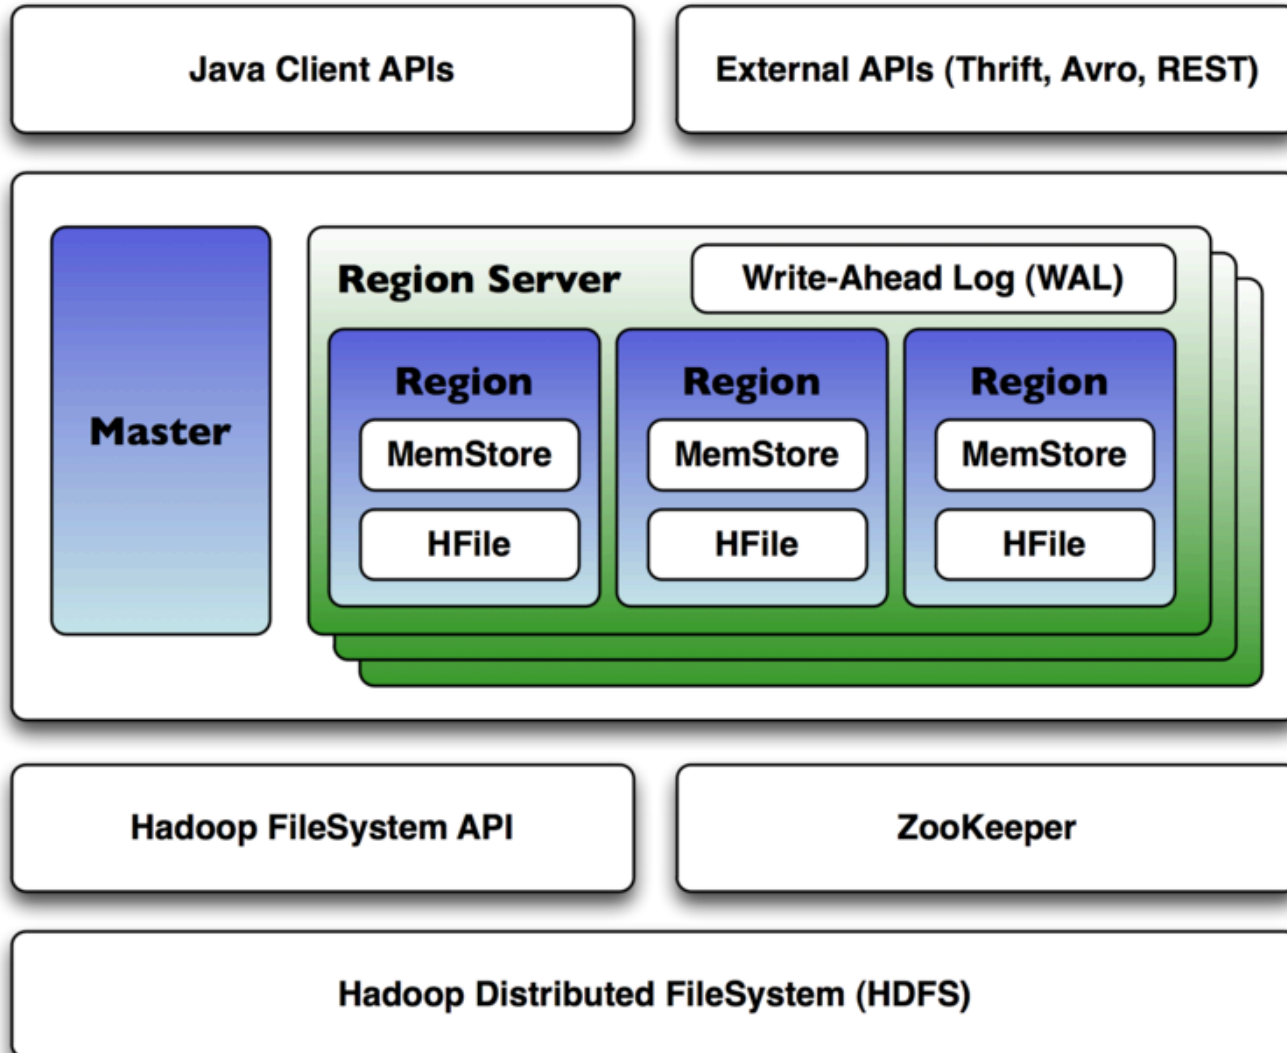 Java Client APIs
External APIs (Thrift, Avro, REST)
Master
Region Server
Write-Ahead Log (WAL)
Region
MemStore
HFile
Region
MemStore
HFile
Region
MemStore
HFile
Hadoop FileSystem API
ZooKeeper
Hadoop Distributed FileSystem (HDFS)